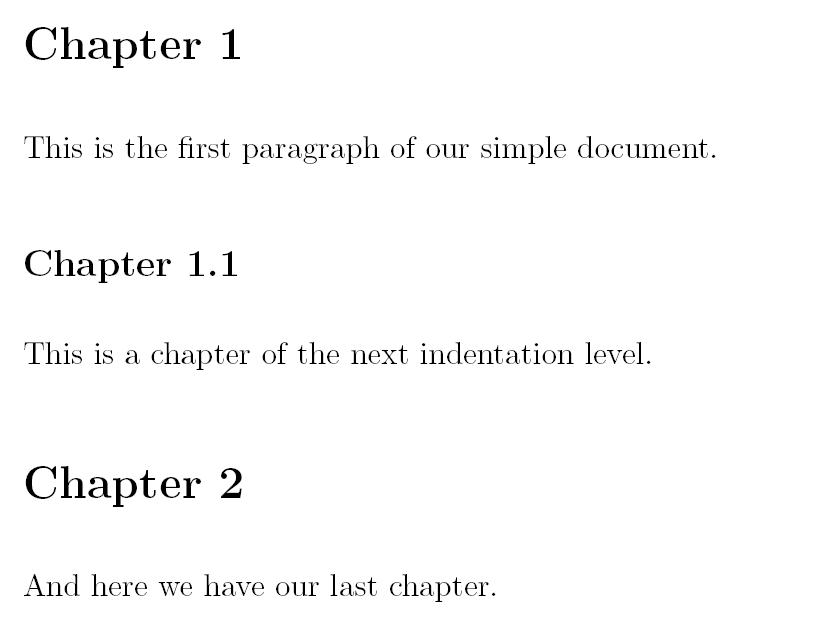 Chapter 1
This is the first paragraph of our simple document.
Chapter 1.1
This is a chapter of the next indentation level.
Chapter 2
And here we have our last chapter.